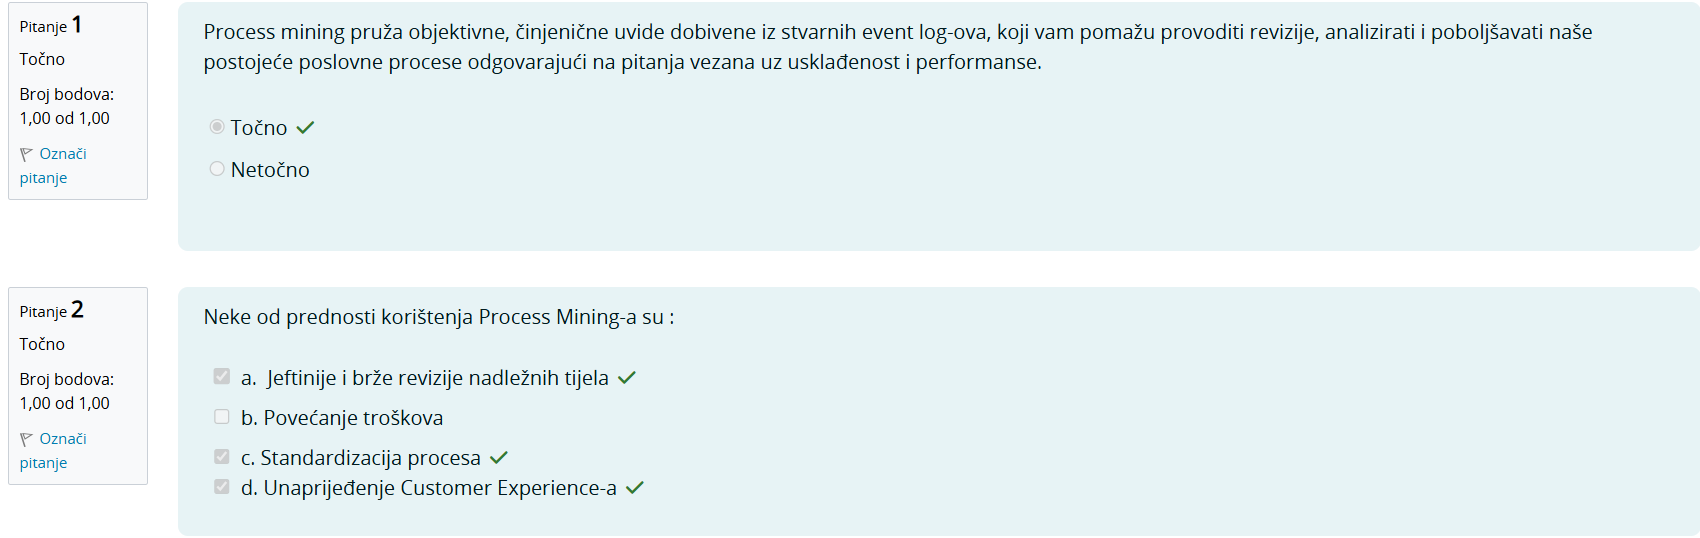 Pitanje 1
Točno
Broj bodova:
1,00 od 1,00
Označi
pitanje
Process mining pruža objektivne, činjenične uvide dobivene iz stvarnih event log-ova, koji vam pomažu provoditi revizije, analizirati i poboljšavati naše
postojeće poslovne procese odgovarajući na pitanja vezana uz usklađenost i performanse.
Točno
Netočno
Pitanje 2
Točno
Broj bodova:
1,00 od 1,00
Označi
pitanje
Neke od prednosti korištenja Process Mining-a su :
a. Jeftinije i brže revizije nadležnih tijela
b. Povećanje troškova
c. Standardizacija procesa
d. Unaprijeđenje Customer Experience-a